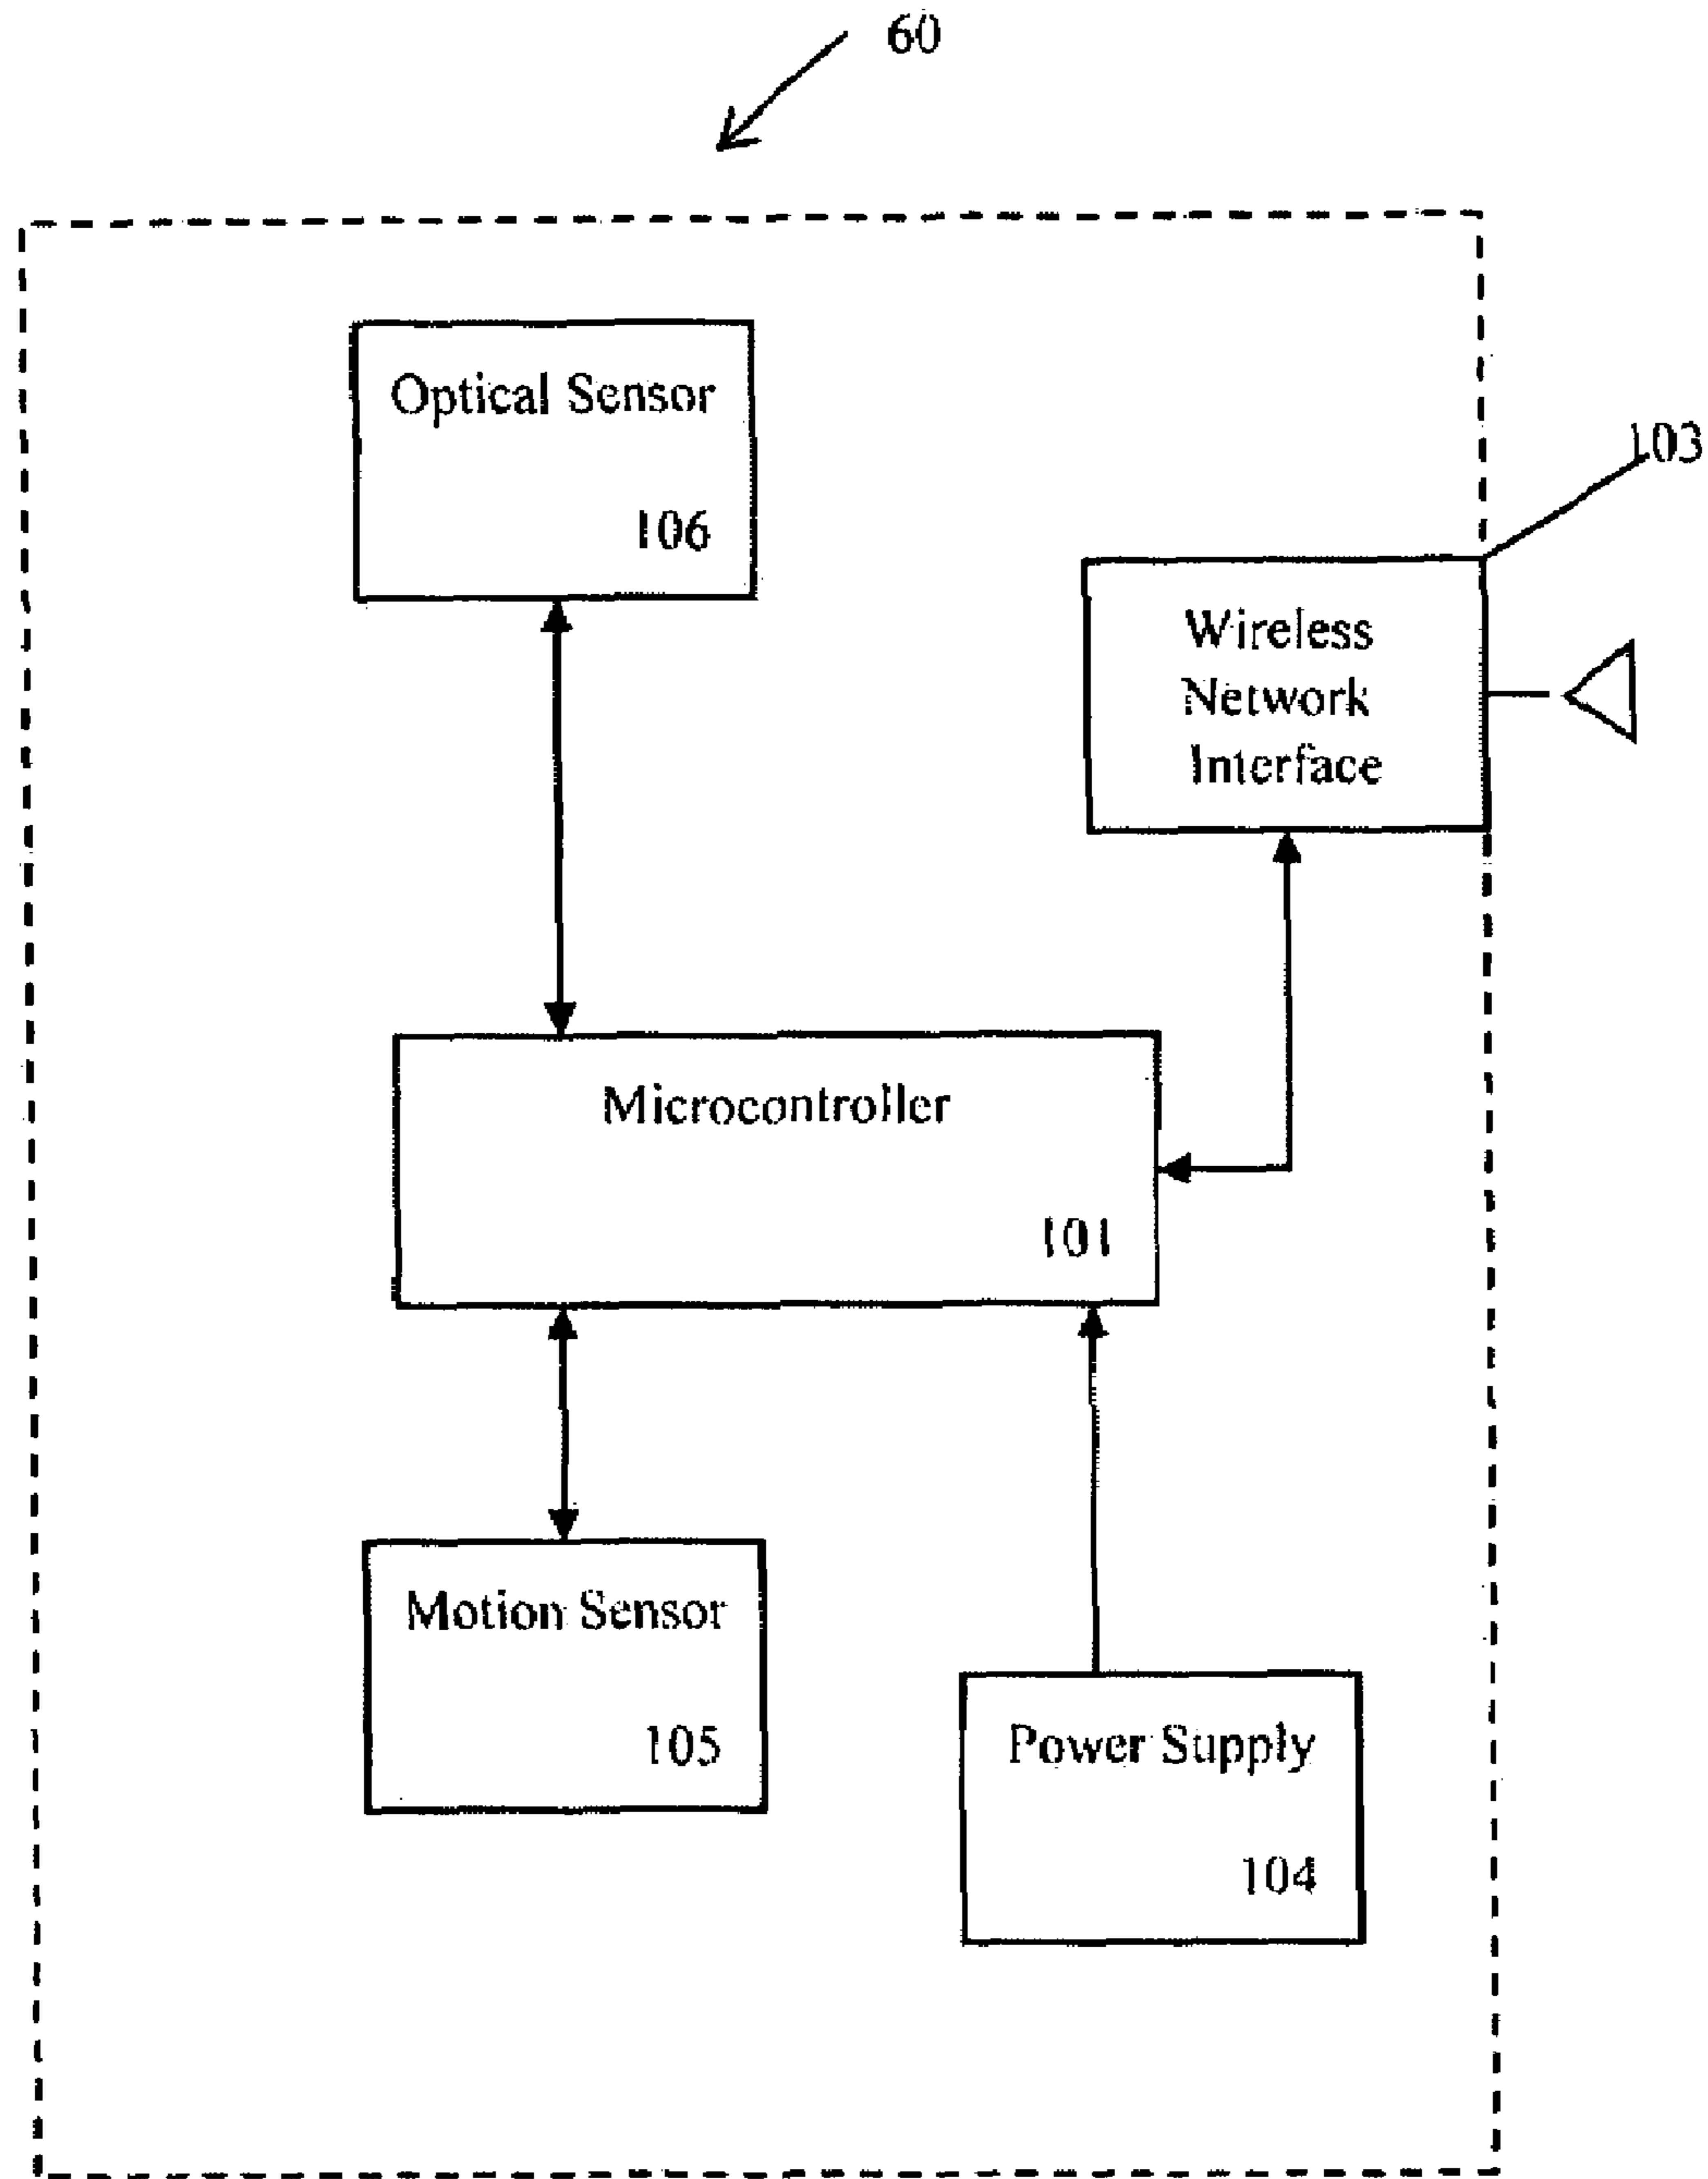 60
Optical Sensor
106
103
Wireless
Network
Interface
Microcontroller
101
Motion Sensor
105
Power Supply
104